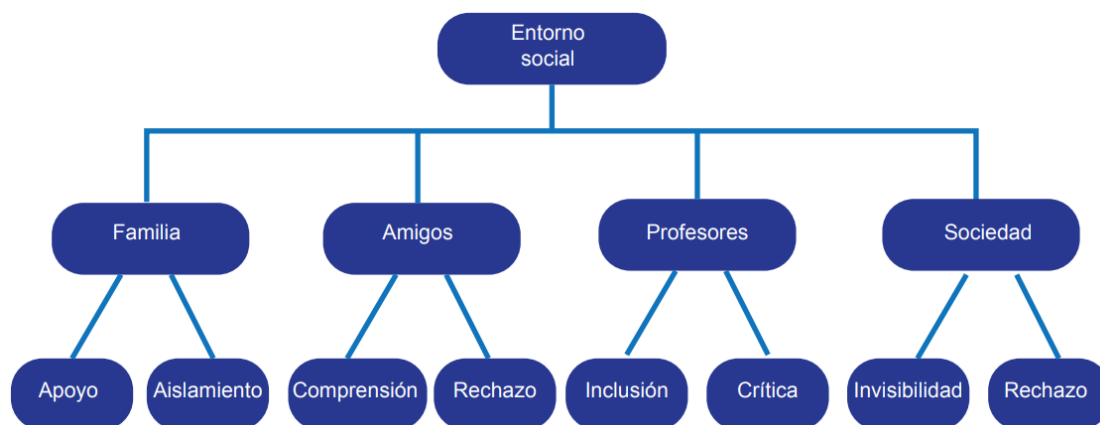 Entorno
social
Familia
Amigos
Profesores
Sociedad
Apoyo
Aislamiento
Comprensión
Rechazo
Inclusión
Crítica
Invisibilidad
Rechazo